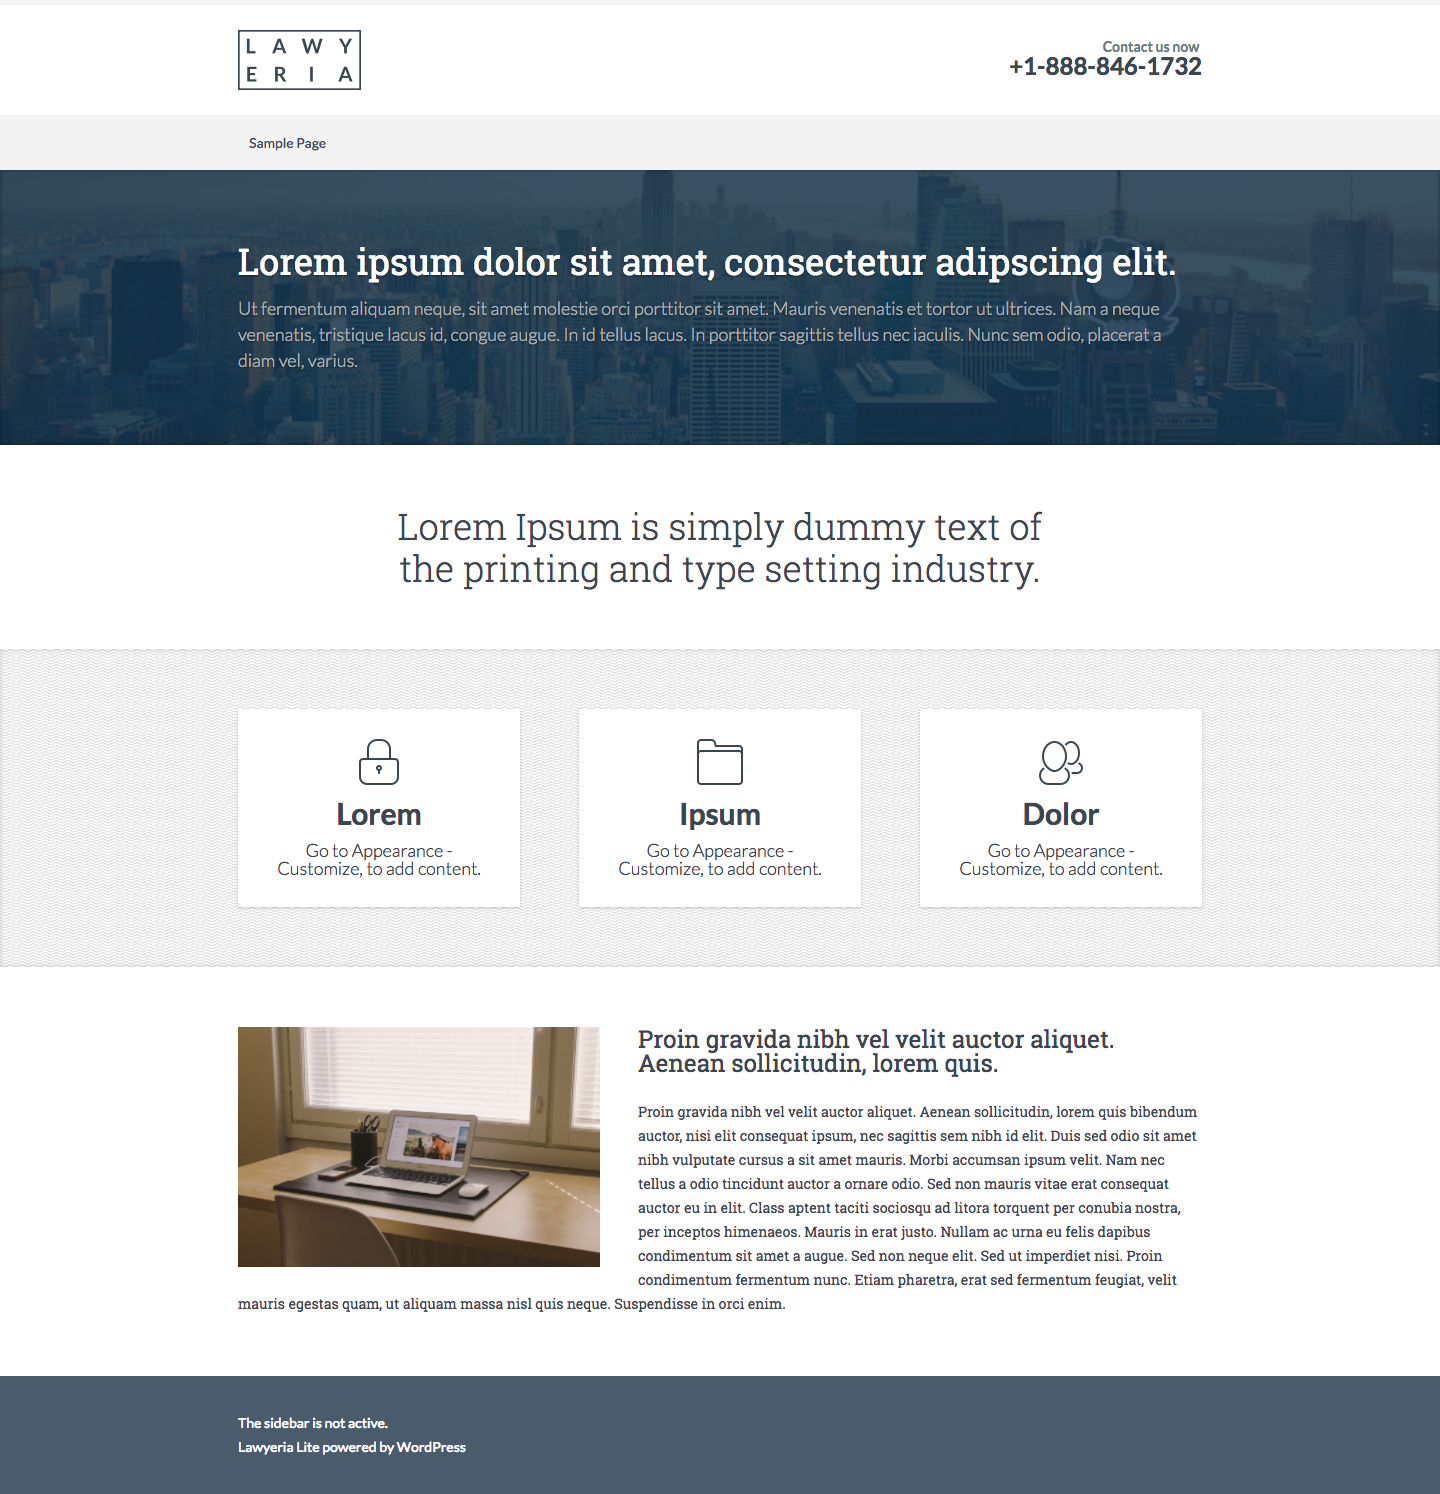 LAWY
ERIA
Contact us now
+1-888-846-1732
Sample Page
Lorem ipsum dolor sit amet, consectetur adipscing elit.
Ut fermentum aliquam neque, sit amet molestie orci porttitor sit amet. Mauris venenatis et tortor ut ultrices. Nam a neque
venenatis, tristique lacus id, congue augue. In id tellus lacus. In porttitor sagittis tellus nec iaculis. Nunc sem odio, placerat a
diam vel, varius.
Lorem Ipsum is simply dummy text of
the printing and type setting industry.
Lorem
Go to Appearance -
Customize, to add content.
Ipsum
Go to Appearance -
Customize, to add content.
Dolor
Go to Appearance -
Customize, to add content.
Proin gravida nibh vel velit auctor aliquet.
Aenean sollicitudin, lorem quis.
Proin gravida nibh vel velit auctor aliquet. Aenean sollicitudin, lorem quis bibendum
auctor, nisi elit consequat ipsum, nec sagittis sem nibh id elit. Duis sed odio sit amet
nibh vulputate cursus a sit amet mauris. Morbi accumsan ipsum velit. Nam nec
tellus a odio tincidunt auctor a ornare odio. Sed non mauris vitae erat consequat
auctor eu in elit. Class aptent taciti sociosqu ad litora torquent per conubia nostra,
per inceptos himenaeos. Mauris in erat justo. Nullam ac urna eu felis dapibus
condimentum sit amet a augue. Sed non neque elit. Sed ut imperdiet nisi. Proin
condimentum fermentum nunc. Etiam pharetra, erat sed fermentum feugiat, velit
mauris egestas quam, ut aliquam massa nisl quis neque. Suspendisse in orci enim.
The sidebar is not active.
Lawyeria Lite powered by WordPress